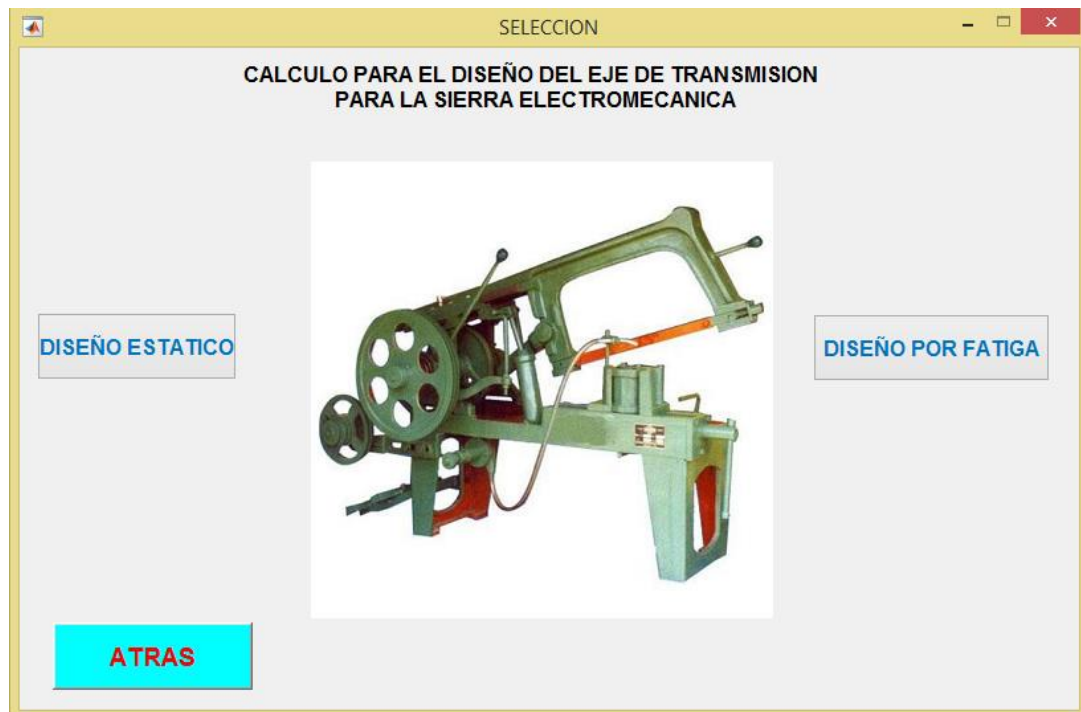 SELECCION
CALCULO PARA EL DISEÑO DEL EJE DE TRANSMISION
PARA LA SIERRA ELECTROMECANICA
DISEÑO ESTATICO
DISEÑO POR FATIGA
ATRAS